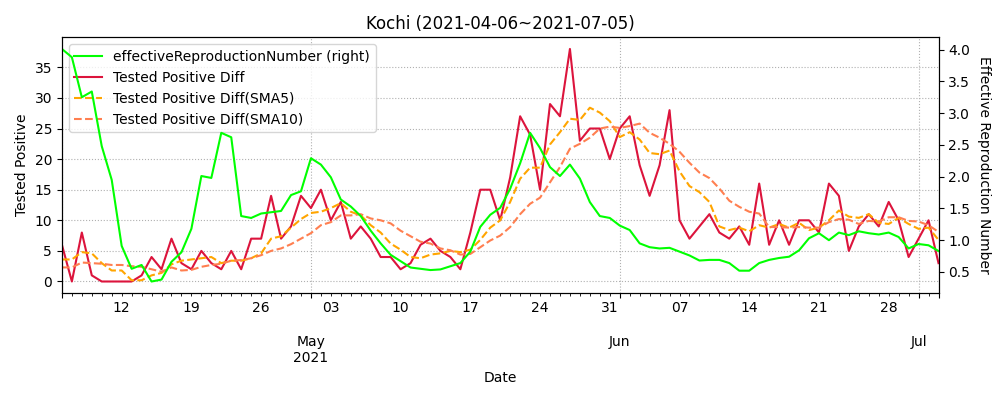 Kochi (2021-04-06~2021-07-05)
effectiveReproductionNumber (right)
Tested Positive Diff
Tested Positive Diff(SMA5)
Tested Positive Diff(SMA10)
Tested Positive
35
30
25
20
15
10
5
0
4.0
3.5
3.0
2.5
2.0
1.5
1.0
0.5
Effective Reproduction Number
12 19 26 03 10 17 24 31 07 14 21 28
May Jun Jul
2021
Date